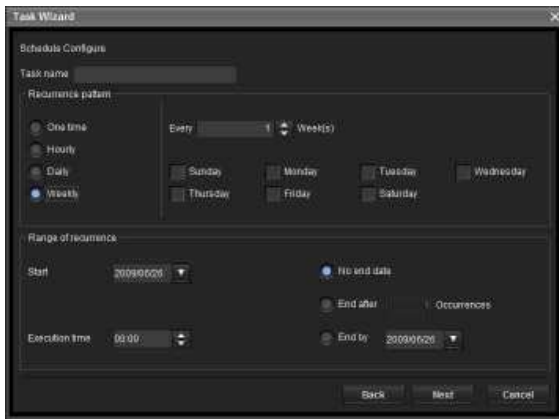 Task Wizard
Schedule Configure
Task name
Recurrence pattern
One time
Hourly
Daily
Weekly
Every 1 Week(s)
Sunday Monday Tuesday Wednesday
Thursday Friday Saturday
Range of recurrence
Start 2009/06/26
No end date
End after 1 Occurrences
Execution time 00:00
End by 2009/06/26
Back Next Cancel